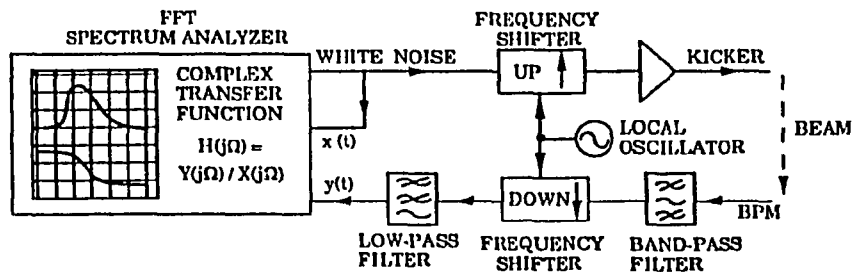 FFT
SPECTRUM ANALYZER
COMPLEX
TRANSFER
FUNCTION
H(jΩ) =
Y(jΩ) / X(jΩ)
WHITE NOISE
x (t)
y(t)
FREQUENCY
SHIFTER
UP
KICKER
LOCAL
OSCILLATOR
BEAM
DOWN
BPM
LOW-PASS
FILTER
FREQUENCY
SHIFTER
BAND-PASS
FILTER